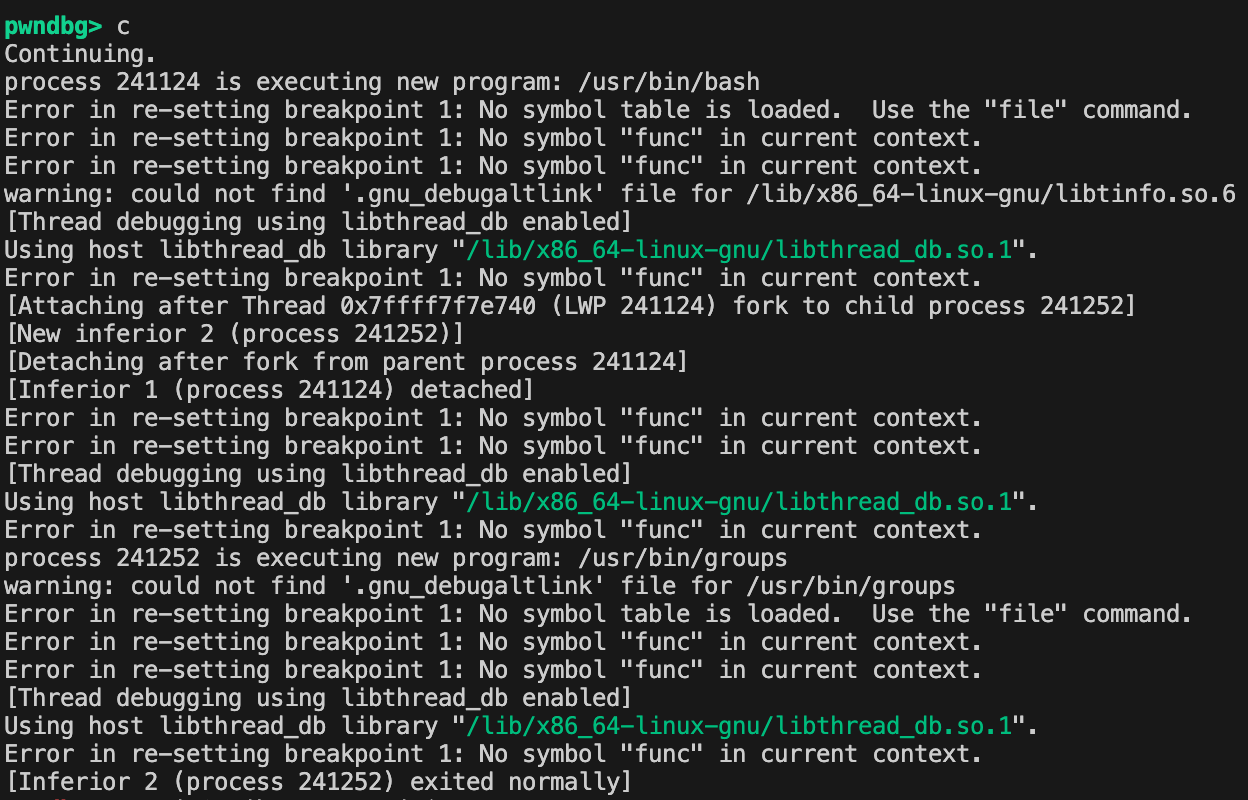 pwndbg> c
Continuing.
process 241124 is executing new program: /usr/bin/bash
Error in re-setting breakpoint 1: No symbol table is loaded.  Use the "file" command.
Error in re-setting breakpoint 1: No symbol "func" in current context.
Error in re-setting breakpoint 1: No symbol "func" in current context.
warning: could not find '.gnu_debugaltlink' file for /lib/x86_64-linux-gnu/libtinfo.so.6
[Thread debugging using libthread_db enabled]
Using host libthread_db library "/lib/x86_64-linux-gnu/libthread_db.so.1".
Error in re-setting breakpoint 1: No symbol "func" in current context.
[Attaching after Thread 0x7ffff7f7e740 (LWP 241124) fork to child process 241252]
[New inferior 2 (process 241252)]
[Detaching after fork from parent process 241124]
[Inferior 1 (process 241124) detached]
Error in re-setting breakpoint 1: No symbol "func" in current context.
Error in re-setting breakpoint 1: No symbol "func" in current context.
[Thread debugging using libthread_db enabled]
Using host libthread_db library "/lib/x86_64-linux-gnu/libthread_db.so.1".
Error in re-setting breakpoint 1: No symbol "func" in current context.
process 241252 is executing new program: /usr/bin/groups
warning: could not find '.gnu_debugaltlink' file for /usr/bin/groups
Error in re-setting breakpoint 1: No symbol table is loaded.  Use the "file" command.
Error in re-setting breakpoint 1: No symbol "func" in current context.
Error in re-setting breakpoint 1: No symbol "func" in current context.
[Thread debugging using libthread_db enabled]
Using host libthread_db library "/lib/x86_64-linux-gnu/libthread_db.so.1".
Error in re-setting breakpoint 1: No symbol "func" in current context.
[Inferior 2 (process 241252) exited normally]